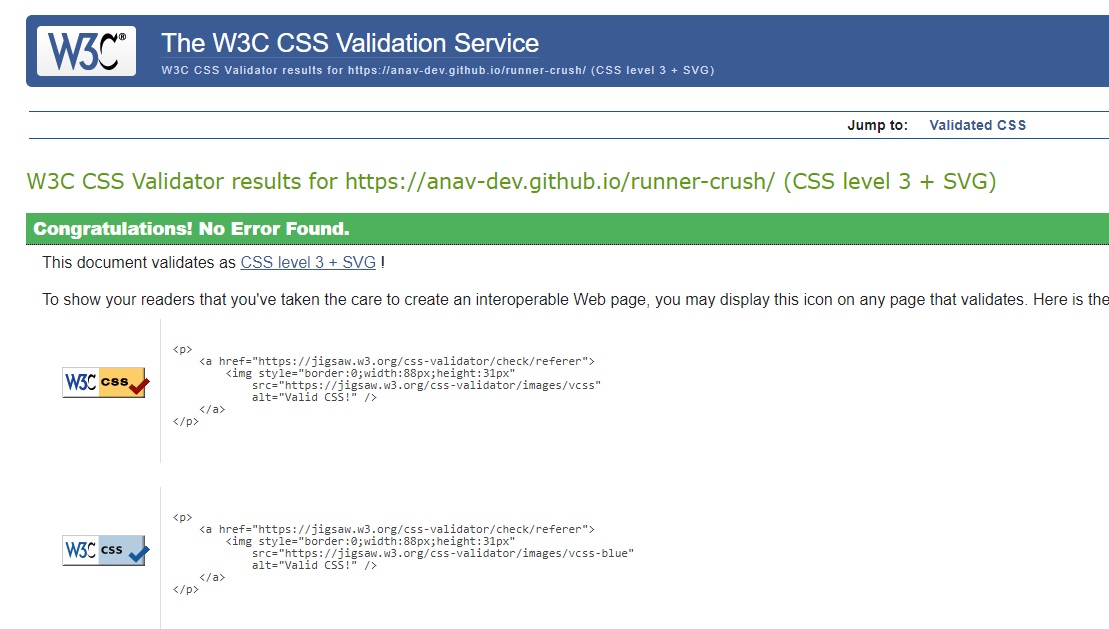 W3C®
The W3C CSS Validation Service
W3C CSS Validator results for https://anav-dev.github.io/runner-crush/ (CSS level 3 + SVG)
Jump to: Validated CSS
W3C CSS Validator results for https://anav-dev.github.io/runner-crush/ (CSS level 3 + SVG)
Congratulations! No Error Found.
This document validates as CSS level 3 + SVG !
To show your readers that you've taken the care to create an interoperable Web page, you may display this icon on any page that validates. Here is the
W3C css
<p>
<a href="https://jigsaw.w3.org/css-validator/check/referer">
<img style="border:0;width:88px;height:31px"
src="https://jigsaw.w3.org/css-validator/images/vcss"
alt="Valid CSS!" />
</a>
</p>
W3C css
<p>
<a href="https://jigsaw.w3.org/css-validator/check/referer">
<img style="border:0;width:88px;height:31px"
src="https://jigsaw.w3.org/css-validator/images/vcss-blue"
alt="Valid CSS!" />
</a>
</p>